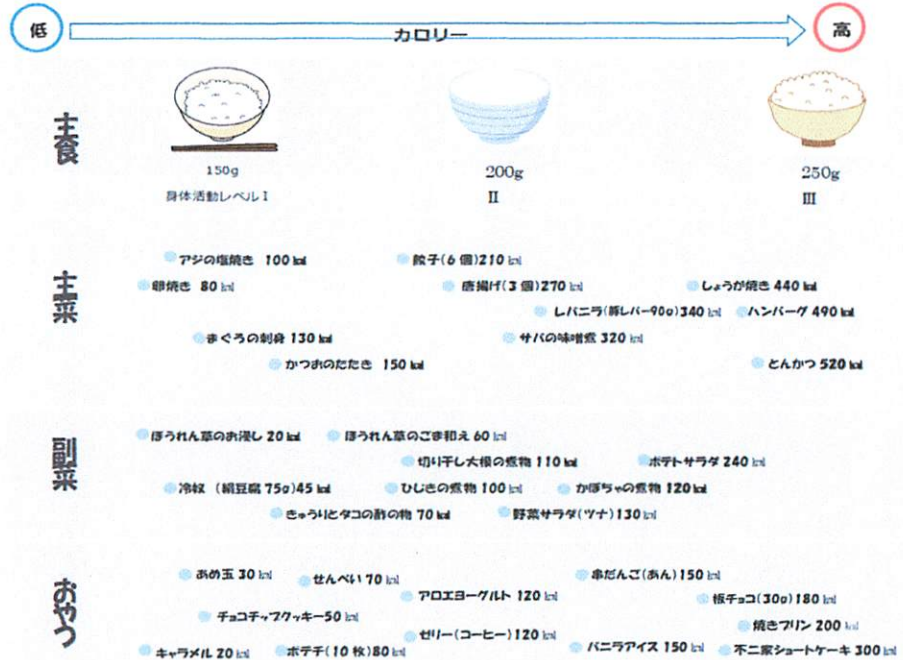 低 カロリー 高
主食
150g 200g 250g
身体活動レベルⅠ Ⅱ Ⅲ
主菜
アジの塩焼き 100kcal 餃子(6個)210kcal
卵焼き 80kcal 唐揚げ(3個)270kcal しょうが焼き 440kcal
レバニラ(豚レバー90g)340kcal ハンバーグ 490kcal
まぐろの刺身 130kcal サバの味噌煮 320kcal
かつおのたたき 150kcal とんかつ 520kcal
副菜
ほうれん草のお浸し 20kcal ほうれん草のごま和え 60kcal
切り干し大根の煮物 110kcal ポテトサラダ 240kcal
冷奴 (絹豆腐 75g)45kcal ひじきの煮物 100kcal かぼちゃの煮物 120kcal
きゅうりとタコの酢の物 70kcal 野菜サラダ(ツナ)130kcal
おやつ
あめ玉 30kcal せんべい 70kcal 串だんご(あん)150kcal
アロエヨーグルト 120kcal 板チョコ(30g)180kcal
チョコチップクッキー50kcal 焼きプリン 200kcal
ゼリー(コーヒー)120kcal
キャラメル 20kcal ポテチ(10枚)80kcal バニラアイス 150kcal 不二家ショートケーキ 300kcal